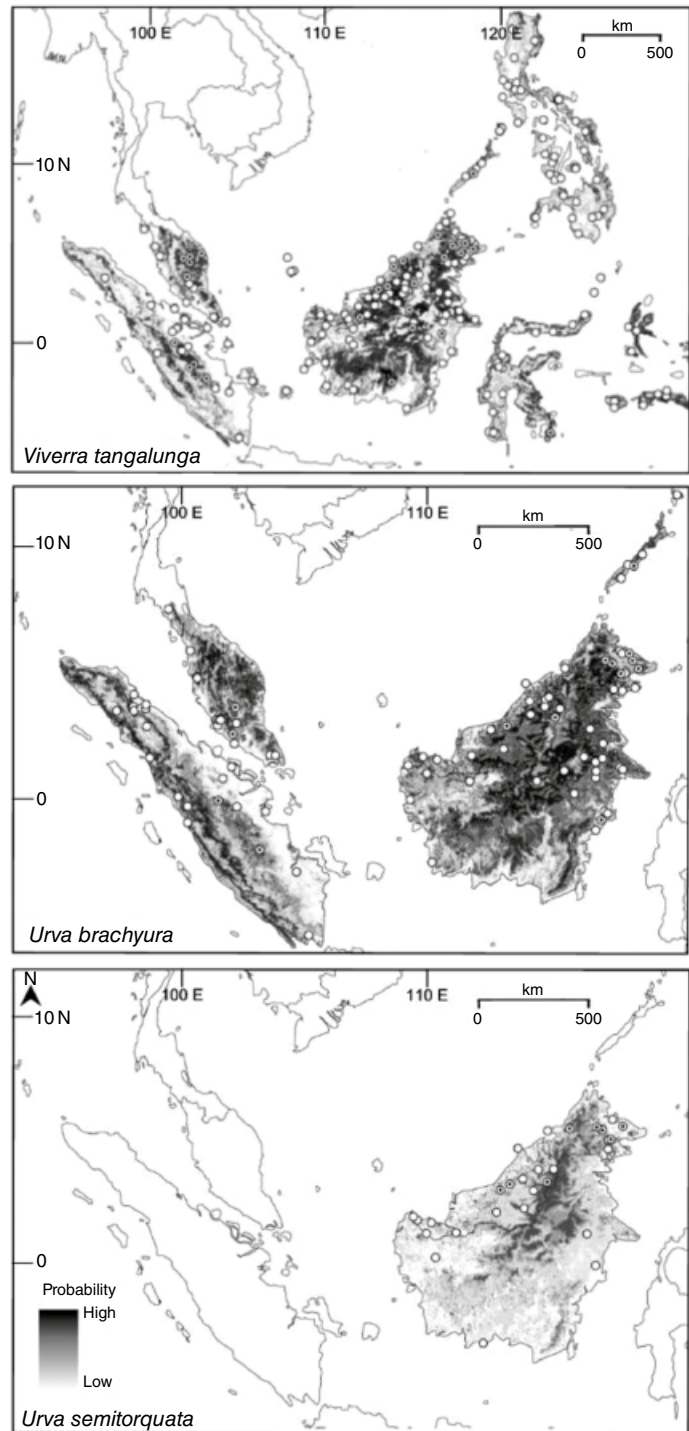 100 E 110 E 120 E
km
0 500
10 N
0
Viverra tangalunga
100 E 110 E
km
0 500
10 N
0
Urva brachyura
N
100 E 110 E
km
0 500
10 N
0
Probability
High
Low
Urva semitorquata